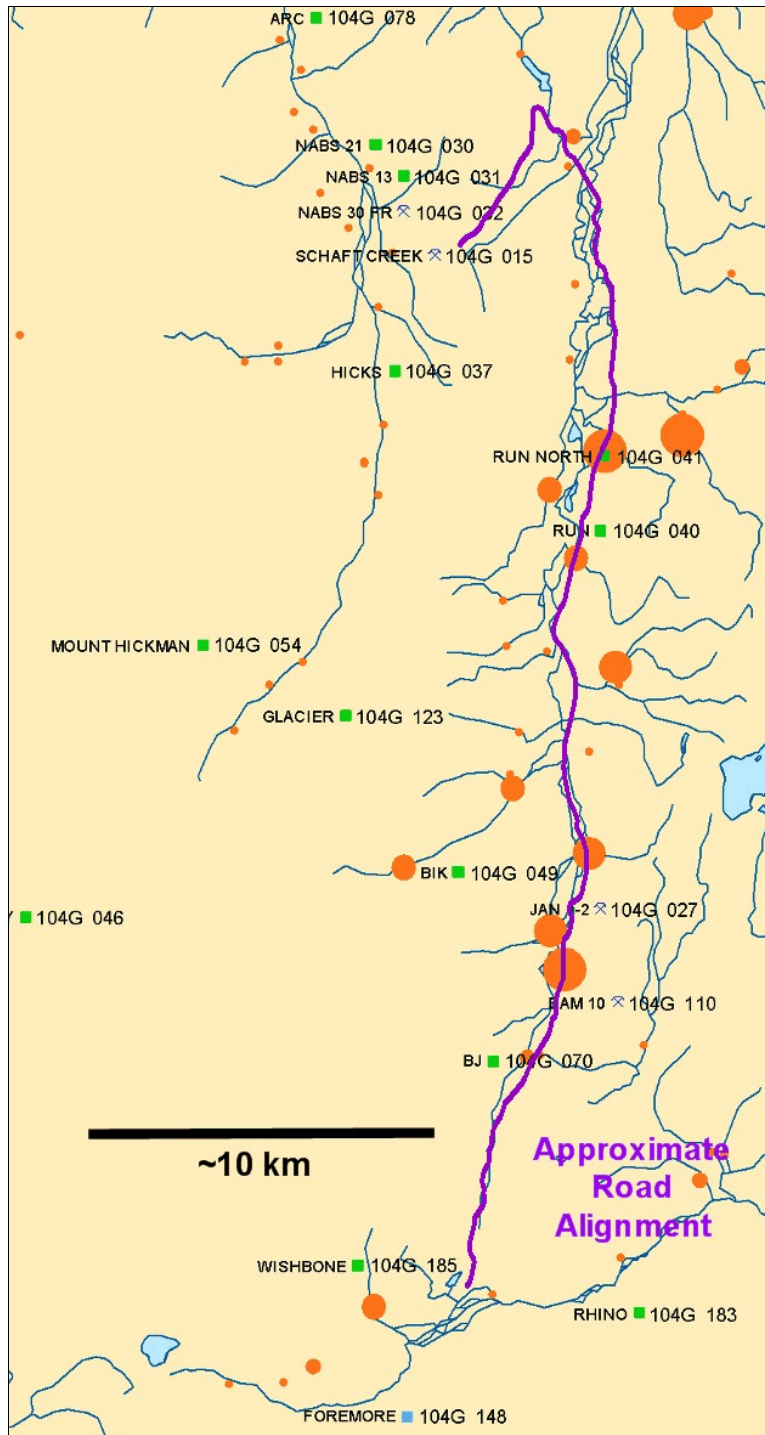 ARC 104G 078
NABS 21 104G 030
NABS 13 104G 031
NABS 30 FR 104G 022
SCHAFT CREEK 104G 015
HICKS 104G 037
RUN NORTH 104G 041
RUN 104G 040
MOUNT HICKMAN 104G 054
GLACIER 104G 123
BIK 104G 049
104G 046
104G 027
104G 110
BJ 104G 070
~10 km
Approximate
Road
Alignment
WISHBONE 104G 185
RHINO 104G 183
FOREMORE 104G 148